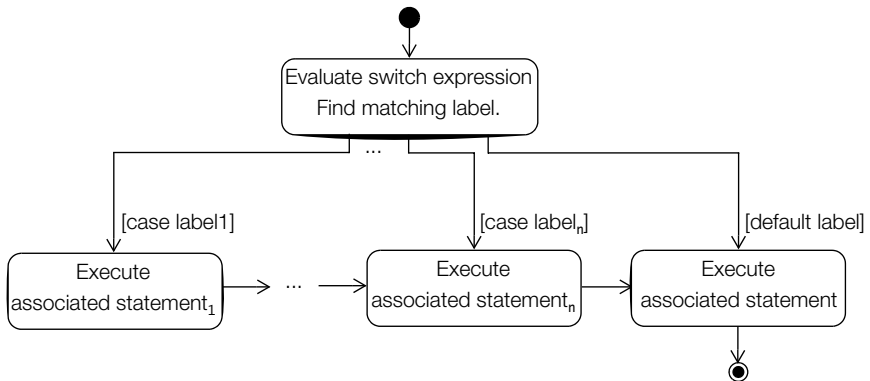 Evaluate switch expression
Find matching label.
...
[case label1]
[case labelₙ]
[default label]
Execute
associated statement₁
...
Execute
associated statementₙ
Execute
associated statement